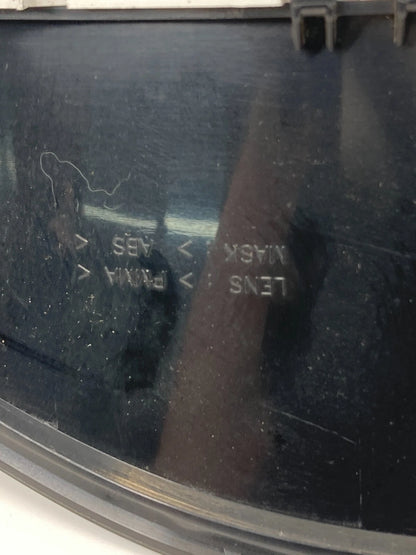 LENS > PMMA <
MASK > ABS <